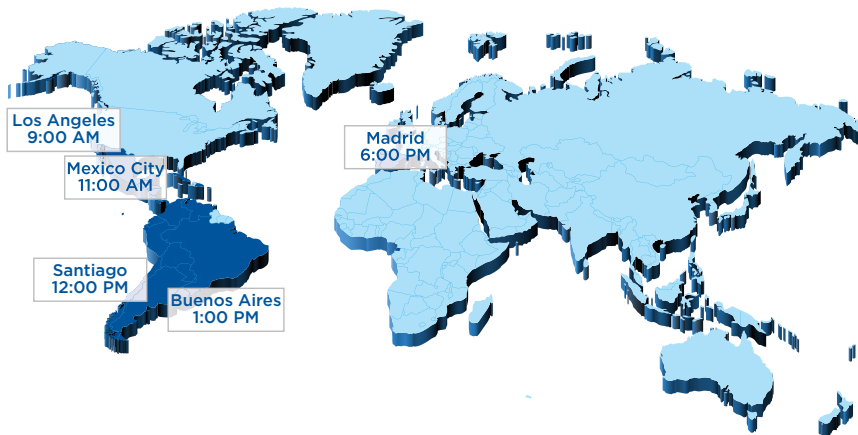 Los Angeles
9:00 AM
Mexico City
11:00 AM
Madrid
6:00 PM
Santiago
12:00 PM
Buenos Aires
1:00 PM